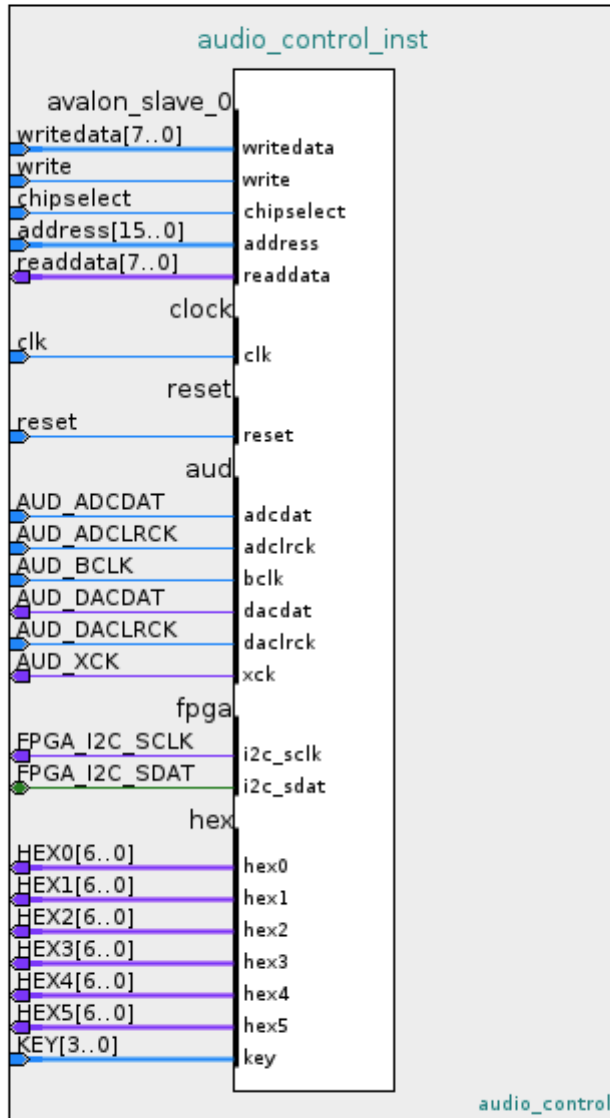 audio_control_inst
avalon_slave_0
writedata[7..0] writedata
write write
chipselect chipselect
address[15..0] address
readdata[7..0] readdata
clock
clk clk
reset
reset reset
aud
AUD_ADCDAT adcdat
AUD_ADCLRCK adclrck
AUD_BCLK bclk
AUD_DACDAT dacdat
AUD_DACLRCK daclrck
AUD_XCK xck
fpga
FPGA_I2C_SCLK i2c_sclk
FPGA_I2C_SDAT i2c_sdat
hex
HEX0[6..0] hex0
HEX1[6..0] hex1
HEX2[6..0] hex2
HEX3[6..0] hex3
HEX4[6..0] hex4
HEX5[6..0] hex5
KEY[3..0] key
audio_control